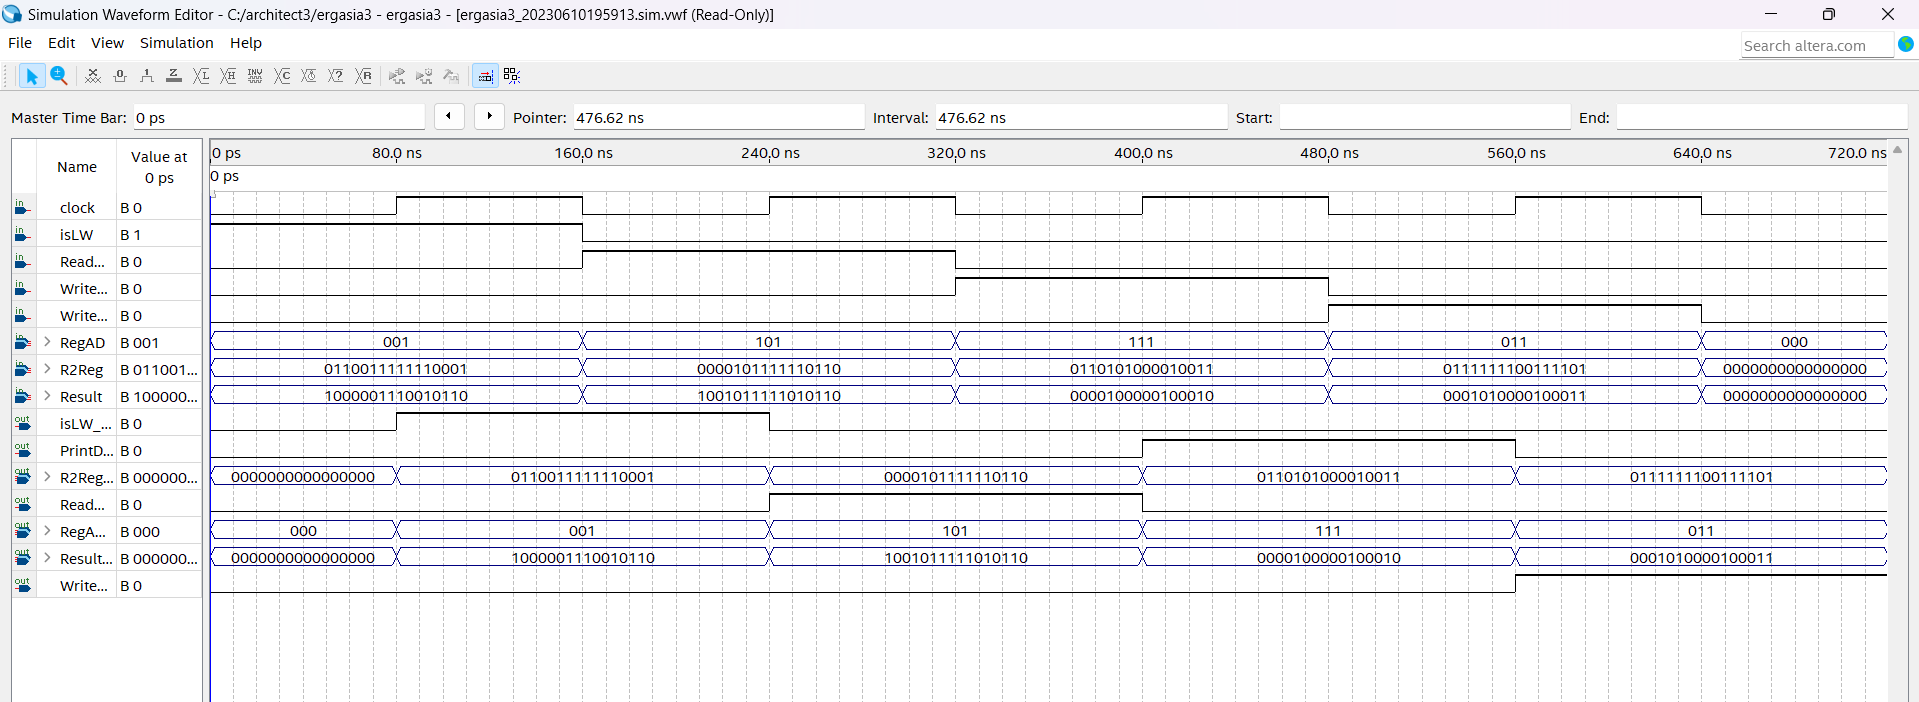 Simulation Waveform Editor - C:/architect3/ergasia3 - ergasia3 - [ergasia3_20230610195913.sim.vwf (Read-Only)]
File Edit View Simulation Help
Search altera.com
Master Time Bar: 0 ps Pointer: 476.62 ns Interval: 476.62 ns Start: End:
Name Value at 0 ps
0 ps 80.0 ns 160.0 ns 240.0 ns 320.0 ns 400.0 ns 480.0 ns 560.0 ns 640.0 ns 720.0 ns
0 ps
in clock B 0
in isLW B 1
in Read... B 0
in Write... B 0
in Write... B 0
in RegAD B 001 001 101 111 011 000
in R2Reg B 011001... 0110011111110001 0000101111110110 0110101000010011 0111111100111101 0000000000000000
in Result B 100000... 1000001110010110 1001011111010110 0000100000100010 0001010000100011 0000000000000000
out isLW_... B 0
out PrintD... B 0
out R2Reg... B 000000... 0000000000000000 0110011111110001 0000101111110110 0110101000010011 0111111100111101
out Read... B 0
out RegA... B 000 000 001 101 111 011
out Result... B 000000... 0000000000000000 1000001110010110 1001011111010110 0000100000100010 0001010000100011
out Write... B 0